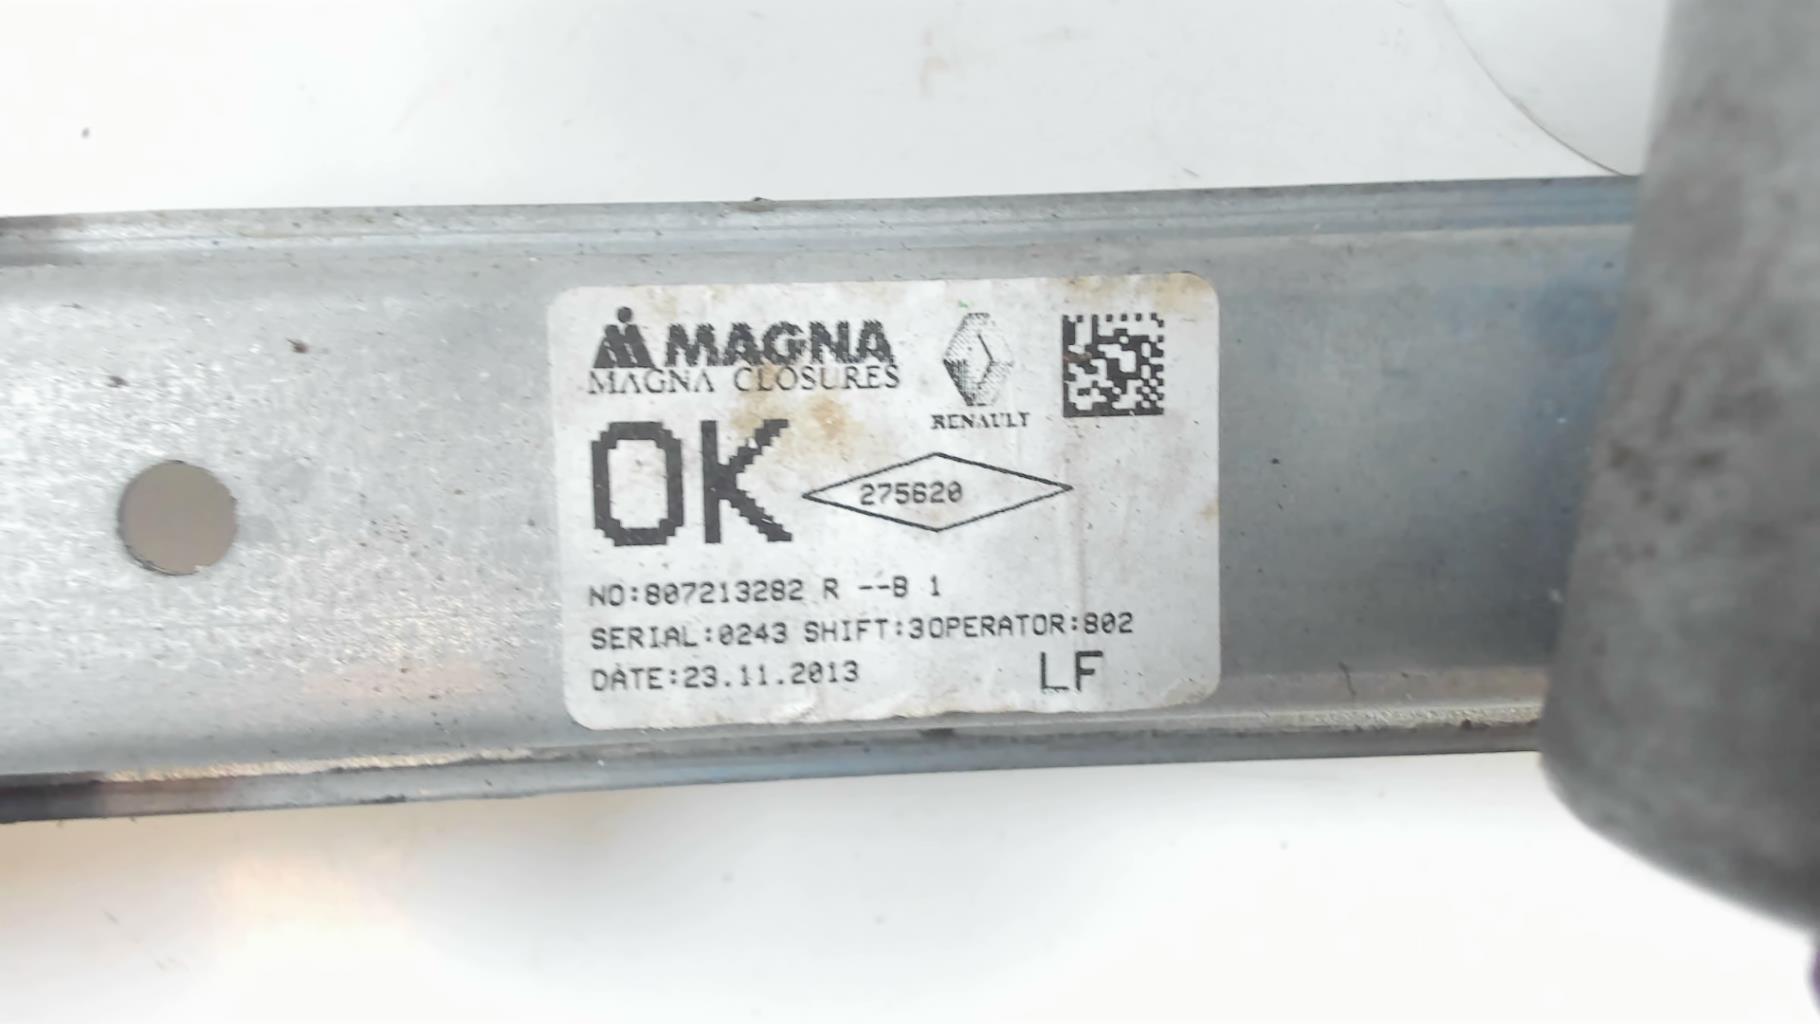 MAGNA
MAGNA CLOSURES
RENAULT
OK
275620
NO:807213282 R --B 1
SERIAL:0243 SHIFT:3OPERATOR:802
DATE:23.11.2013
LF